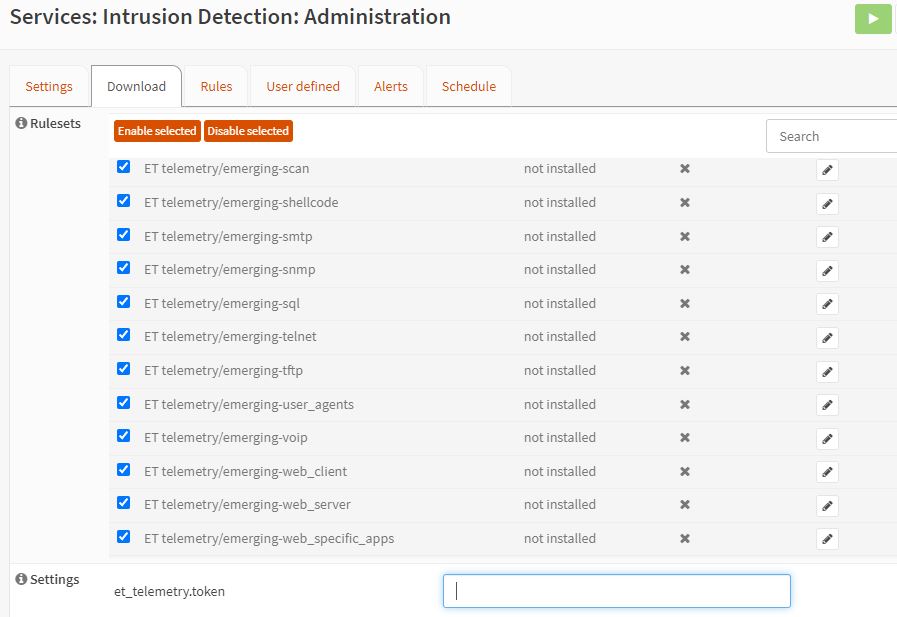 Services: Intrusion Detection: Administration
Settings Download Rules User defined Alerts Schedule
Rulesets Enable selected Disable selected Search
ET telemetry/emerging-scan not installed
ET telemetry/emerging-shellcode not installed
ET telemetry/emerging-smtp not installed
ET telemetry/emerging-snmp not installed
ET telemetry/emerging-sql not installed
ET telemetry/emerging-telnet not installed
ET telemetry/emerging-tftp not installed
ET telemetry/emerging-user_agents not installed
ET telemetry/emerging-voip not installed
ET telemetry/emerging-web_client not installed
ET telemetry/emerging-web_server not installed
ET telemetry/emerging-web_specific_apps not installed
Settings
et_telemetry.token